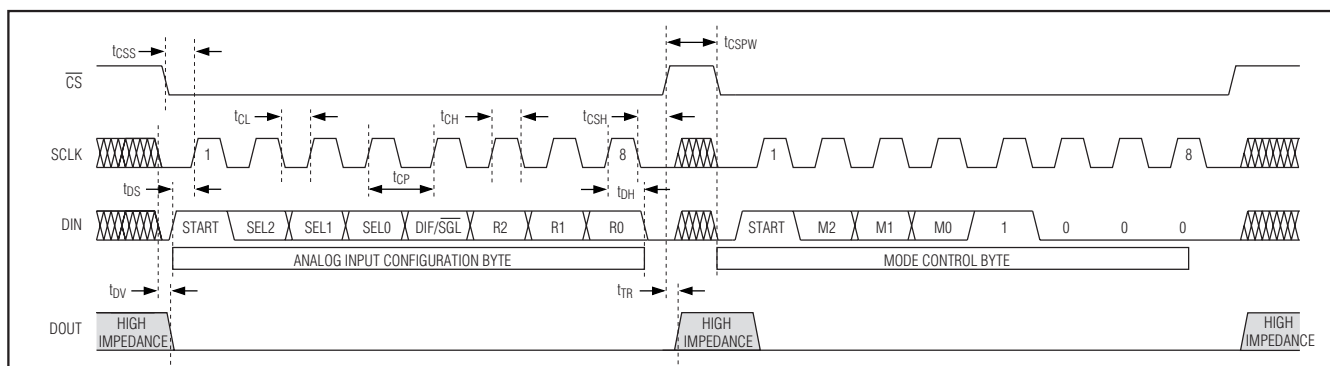 tCSS
tCSPW
CS
tCL
tCH
tCSH
SCLK
1
8
1
8
tCP
tDS
tDH
DIN
START SEL2 SEL1 SEL0 DIF/SGL R2 R1 R0
START M2 M1 M0 1 0 0 0
ANALOG INPUT CONFIGURATION BYTE
MODE CONTROL BYTE
tDV
tTR
DOUT
HIGH
IMPEDANCE
HIGH
IMPEDANCE
HIGH
IMPEDANCE